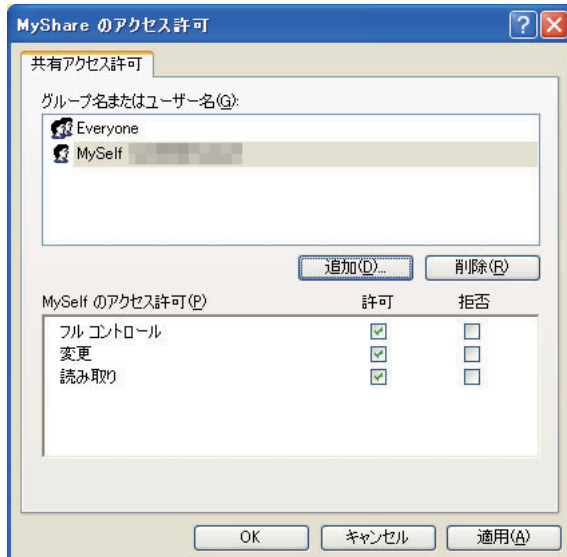 MyShare のアクセス許可
共有アクセス許可
グループ名またはユーザー名(G):
Everyone
MySelf
追加(D)... 削除(R)
MySelf のアクセス許可(P) 許可 拒否
フル コントロール
変更
読み取り
OK キャンセル 適用(A)